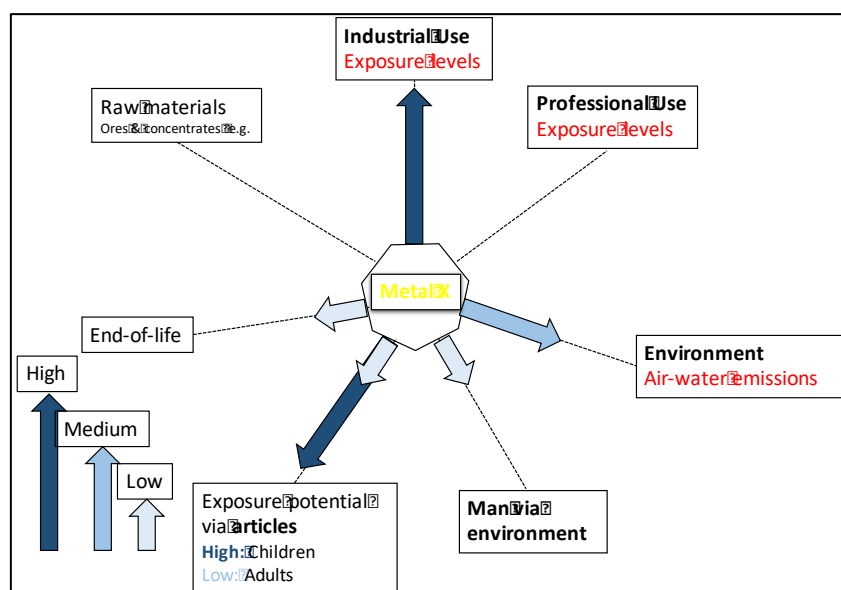 Industrial Use
Exposure levels
Raw materials
Ores & concentrates e.g.
Professional Use
Exposure levels
Metal X
End-of-life
Environment
Air-water emissions
High
Medium
Low
Exposure potential
via articles
High: Children
Low: Adults
Man via
environment